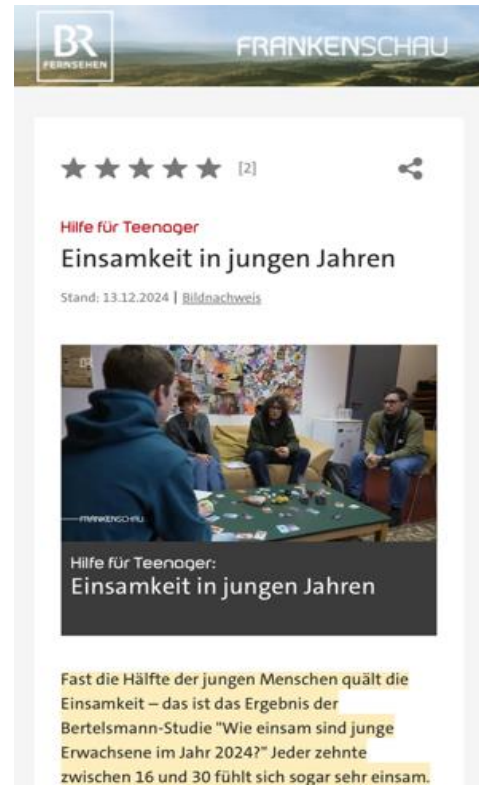 BR
FERNSEHEN
FRANKENSCHAU
★★★★★ [2]
Hilfe für Teenager
Einsamkeit in jungen Jahren
Stand: 13.12.2024 | Bildnachweis
BR
FRANKENSCHAU
Hilfe für Teenager:
Einsamkeit in jungen Jahren
Fast die Hälfte der jungen Menschen quält die
Einsamkeit – das ist das Ergebnis der
Bertelsmann-Studie "Wie einsam sind junge
Erwachsene im Jahr 2024?" Jeder zehnte
zwischen 16 und 30 fühlt sich sogar sehr einsam.